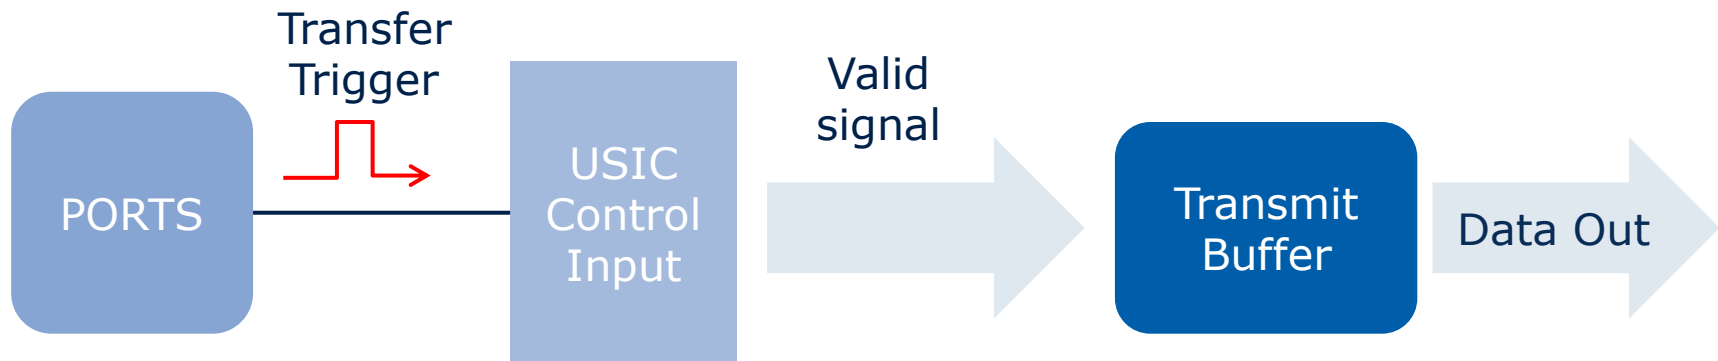 Transfer
Trigger
PORTS
USIC
Control
Input
Valid
signal
Transmit
Buffer
Data Out